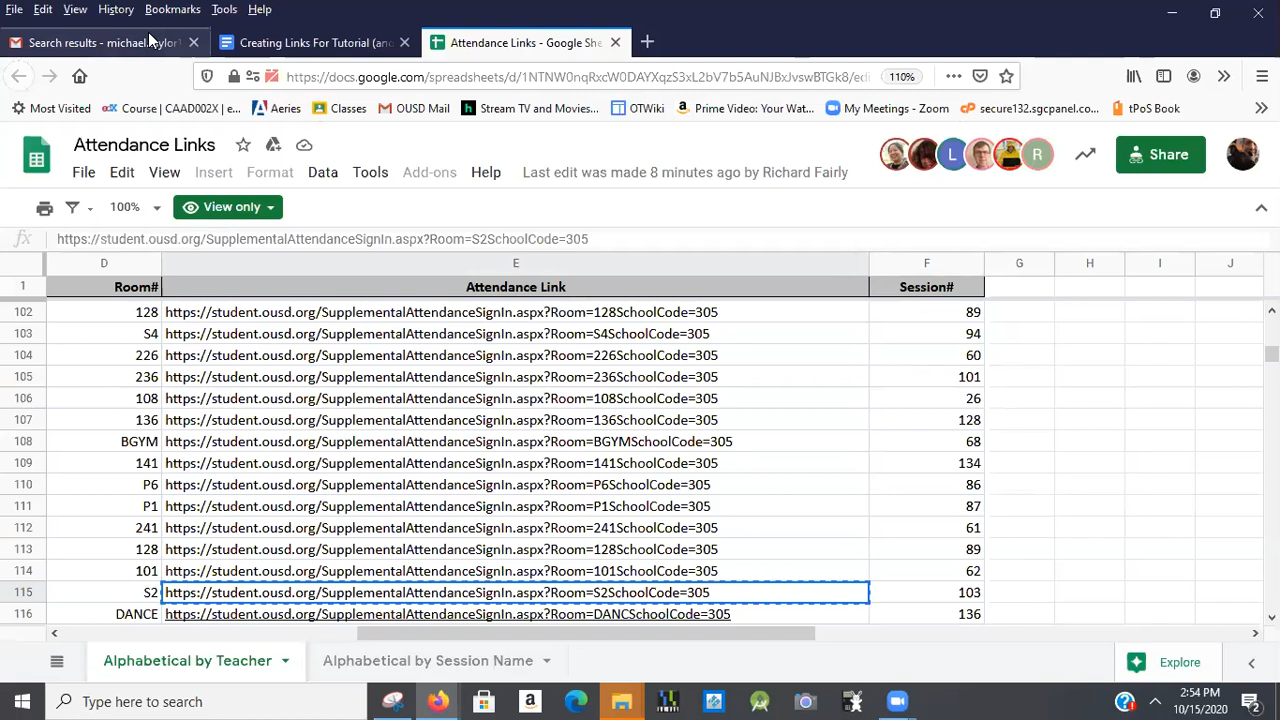 File Edit View History Bookmarks Tools Help
Search results - michael.taylor1
Creating Links For Tutorial (anc
Attendance Links - Google She
https://docs.google.com/spreadsheets/d/1NTNW0nqRxcW0DAYXqzS3xL2bV7b5AuNJBxJvswBTGk8/edi 110%
Most Visited Course | CAAD002X | e... Aeries Classes OUSD Mail Stream TV and Movies... OTWiki Prime Video: Your Wat... My Meetings - Zoom secure132.sgcpanel.co... tPoS Book
Attendance Links
L R Share
File Edit View Insert Format Data Tools Add-ons Help Last edit was made 8 minutes ago by Richard Fairly
100% View only
fx https://student.ousd.org/SupplementalAttendanceSignIn.aspx?Room=S2SchoolCode=305
D E F G H I J
1 Room# Attendance Link Session#
102 128 https://student.ousd.org/SupplementalAttendanceSignIn.aspx?Room=128SchoolCode=305 89
103 S4 https://student.ousd.org/SupplementalAttendanceSignIn.aspx?Room=S4SchoolCode=305 94
104 226 https://student.ousd.org/SupplementalAttendanceSignIn.aspx?Room=226SchoolCode=305 60
105 236 https://student.ousd.org/SupplementalAttendanceSignIn.aspx?Room=236SchoolCode=305 101
106 108 https://student.ousd.org/SupplementalAttendanceSignIn.aspx?Room=108SchoolCode=305 26
107 136 https://student.ousd.org/SupplementalAttendanceSignIn.aspx?Room=136SchoolCode=305 128
108 BGYM https://student.ousd.org/SupplementalAttendanceSignIn.aspx?Room=BGYMSchoolCode=305 68
109 141 https://student.ousd.org/SupplementalAttendanceSignIn.aspx?Room=141SchoolCode=305 134
110 P6 https://student.ousd.org/SupplementalAttendanceSignIn.aspx?Room=P6SchoolCode=305 86
111 P1 https://student.ousd.org/SupplementalAttendanceSignIn.aspx?Room=P1SchoolCode=305 87
112 241 https://student.ousd.org/SupplementalAttendanceSignIn.aspx?Room=241SchoolCode=305 61
113 128 https://student.ousd.org/SupplementalAttendanceSignIn.aspx?Room=128SchoolCode=305 89
114 101 https://student.ousd.org/SupplementalAttendanceSignIn.aspx?Room=101SchoolCode=305 62
115 S2 https://student.ousd.org/SupplementalAttendanceSignIn.aspx?Room=S2SchoolCode=305 103
116 DANCE https://student.ousd.org/SupplementalAttendanceSignIn.aspx?Room=DANCSchoolCode=305 136
Alphabetical by Teacher Alphabetical by Session Name Explore
Type here to search
2:54 PM
10/15/2020
2